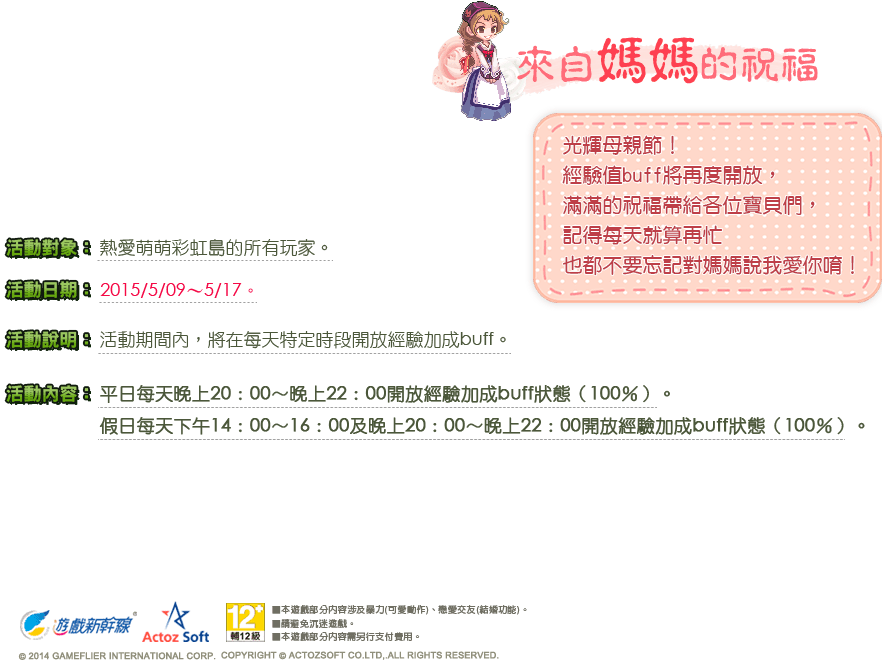 來自媽媽的祝福
光輝母親節！
經驗值buff將再度開放，
滿滿的祝福帶給各位寶貝們，
記得每天就算再忙
也都不要忘記對媽媽說我愛你唷！
活動對象：熱愛萌萌彩虹島的所有玩家。
活動日期：2015/5/09～5/17。
活動說明：活動期間內，將在每天特定時段開放經驗加成buff。
活動內容：平日每天晚上20：00～晚上22：00開放經驗加成buff狀態（100％）。
假日每天下午14：00～16：00及晚上20：00～晚上22：00開放經驗加成buff狀態（100％）。
遊戲新幹線®
Actoz Soft
12+
輔12級
■本遊戲部分內容涉及暴力(可愛動作)、戀愛交友(結婚功能)。
■請避免沉迷遊戲。
■本遊戲部分內容需另行支付費用。
© 2014 GAMEFLIER INTERNATIONAL CORP. COPYRIGHT © ACTOZSOFT CO.LTD,.ALL RIGHTS RESERVED.